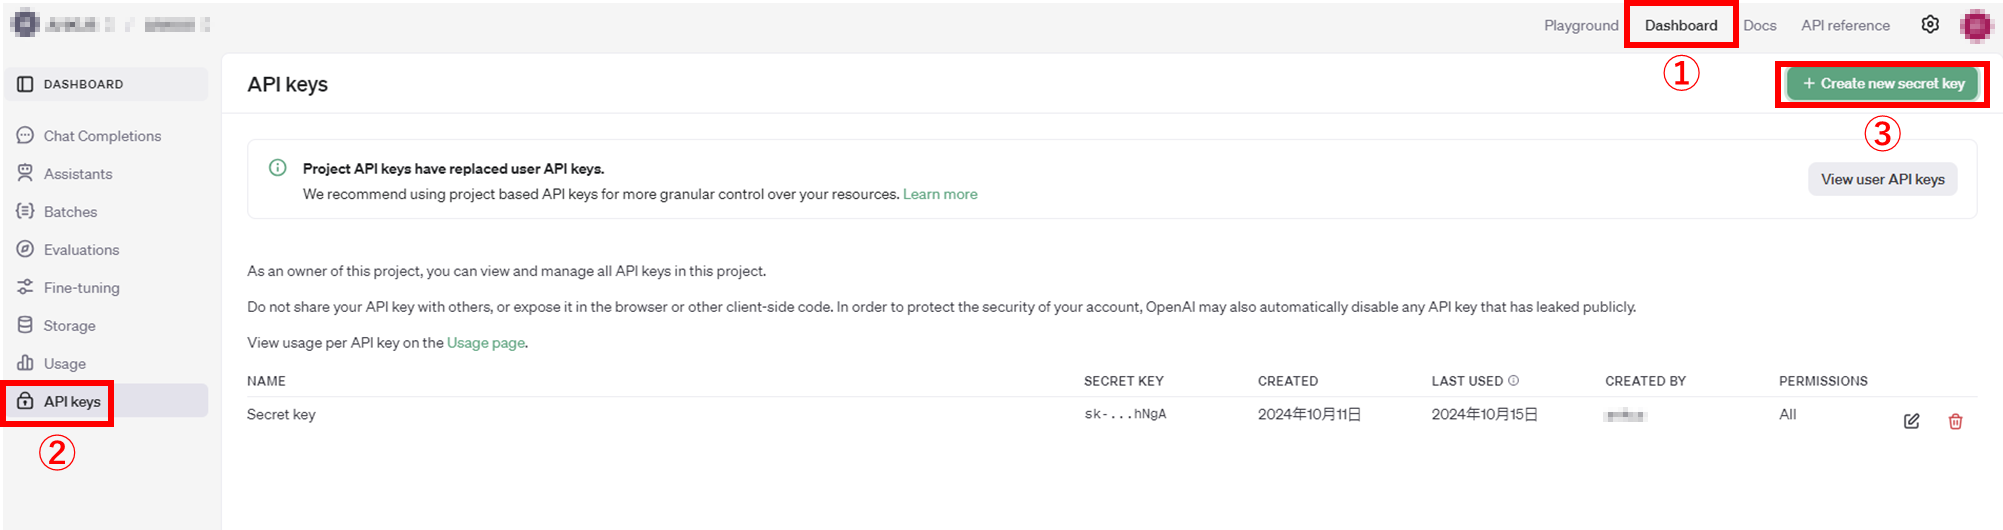 Playground Dashboard Docs API reference
①
DASHBOARD
API keys
+ Create new secret key
③
Chat Completions
Assistants
Batches
Evaluations
Fine-tuning
Storage
Usage
API keys
②
Project API keys have replaced user API keys.
We recommend using project based API keys for more granular control over your resources. Learn more
View user API keys
As an owner of this project, you can view and manage all API keys in this project.
Do not share your API key with others, or expose it in the browser or other client-side code. In order to protect the security of your account, OpenAI may also automatically disable any API key that has leaked publicly.
View usage per API key on the Usage page.
NAME SECRET KEY CREATED LAST USED CREATED BY PERMISSIONS
Secret key sk-...hNgA 2024年10月11日 2024年10月15日 All